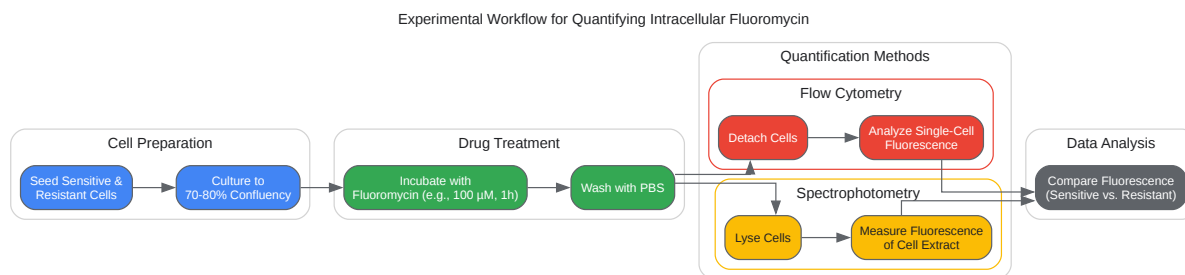 Experimental Workflow for Quantifying Intracellular Fluoromycin
Cell Preparation
Seed Sensitive &
Resistant Cells
Culture to
70-80% Confluency
Drug Treatment
Incubate with
Fluoromycin (e.g., 100 µM, 1h)
Wash with PBS
Quantification Methods
Flow Cytometry
Detach Cells
Analyze Single-Cell
Fluorescence
Spectrophotometry
Lyse Cells
Measure Fluorescence
of Cell Extract
Data Analysis
Compare Fluorescence
(Sensitive vs. Resistant)